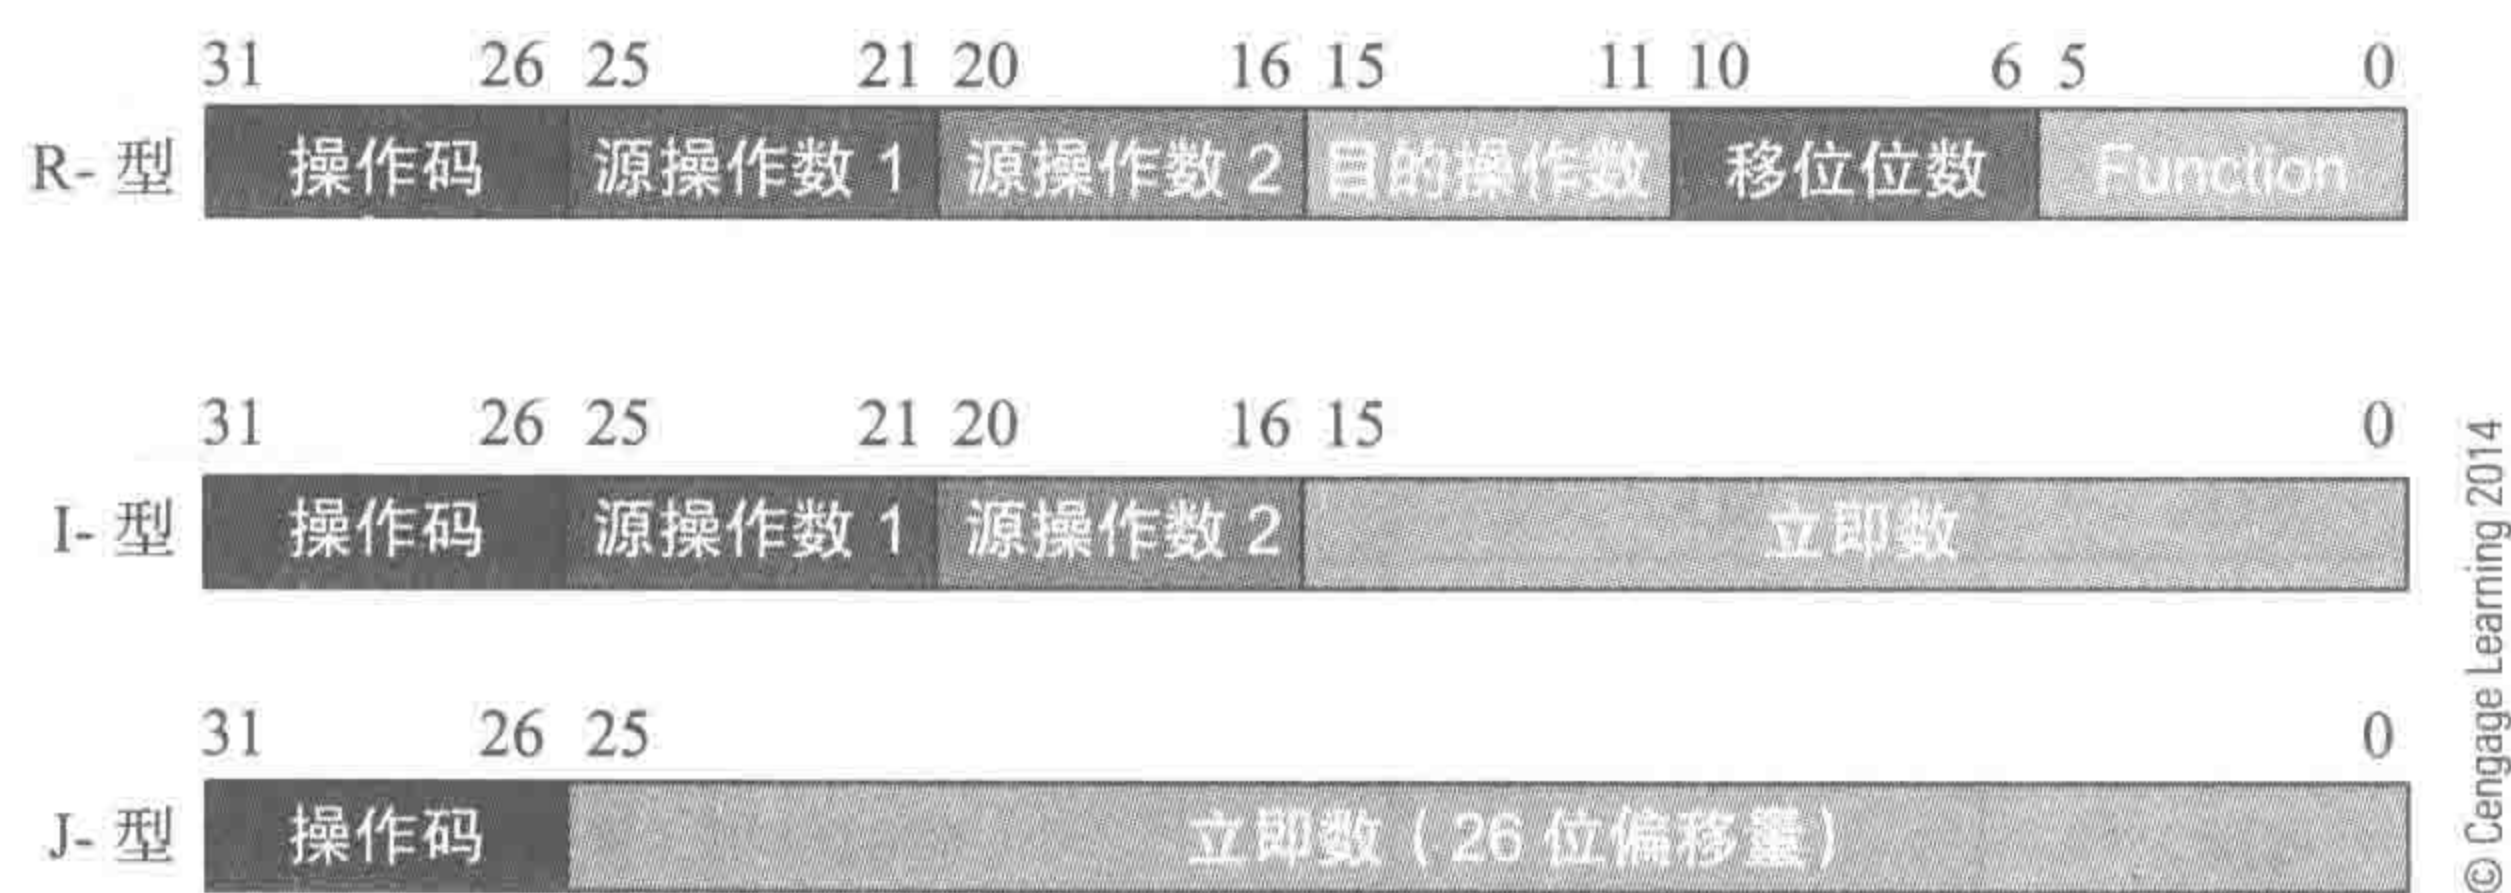 31 26 25 21 20 16 15 11 10 6 5 0
R- 型 操作码 源操作数 1 源操作数 2 目的操作数 移位位数 Function
31 26 25 21 20 16 15 0
I- 型 操作码 源操作数 1 源操作数 2 立即数
31 26 25 0
J- 型 操作码 立即数 ( 26 位偏移量 )
© Cengage Learning 2014